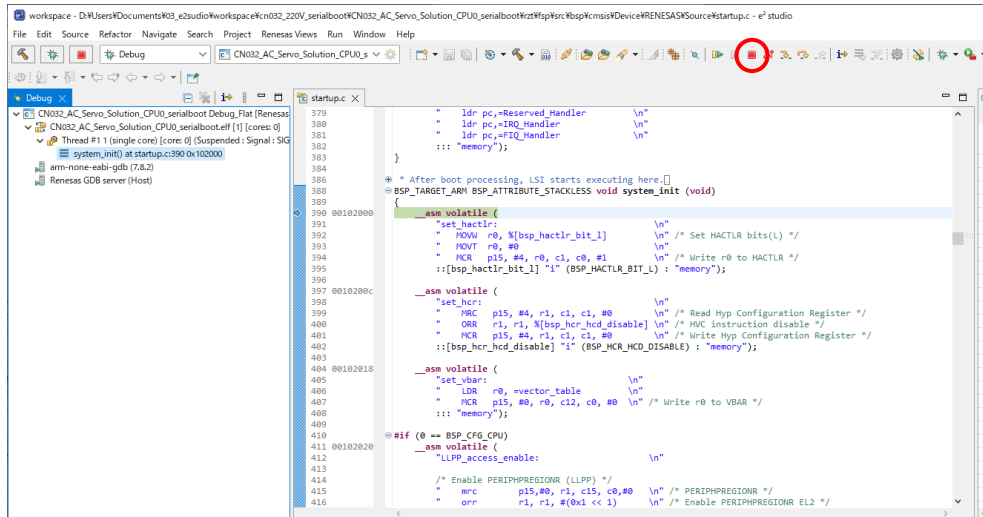 workspace - D:¥Users¥Documents¥03_e2sudio¥workspace¥cn032_220V_serialboot¥CN032_AC_Servo_Solution_CPU0_serialboot¥rzt¥fsp¥src¥bsp¥cmsis¥Device¥RENESAS¥Source¥startup.c - e² studio
File Edit Source Refactor Navigate Search Project Renesas Views Run Window Help
Debug CN032_AC_Servo_Solution_CPU0_s
Debug
startup.c
CN032_AC_Servo_Solution_CPU0_serialboot Debug_Flat [Renesas
CN032_AC_Servo_Solution_CPU0_serialboot.elf [1] [cores: 0]
Thread #1 1 (single core) [core: 0] (Suspended : Signal : SIG
system_init() at startup.c:390 0x102000
arm-none-eabi-gdb (7.8.2)
Renesas GDB server (Host)
379 " ldr pc,=Reserved_Handler \n"
380 " ldr pc,=IRQ_Handler \n"
381 " ldr pc,=FIQ_Handler \n"
382 ::: "memory");
383 }
384
386 * After boot processing, LSI starts executing here.
388 BSP_TARGET_ARM BSP_ATTRIBUTE_STACKLESS void system_init (void)
389 {
390 00102000 __asm volatile (
391 "set_hactlr: \n"
392 " MOVW r0, %[bsp_hactlr_bit_l] \n" /* Set HACTLR bits(L) */
393 " MOVT r0, #0 \n"
394 " MCR p15, #4, r0, c1, c0, #1 \n" /* Write r0 to HACTLR */
395 ::[bsp_hactlr_bit_l] "i" (BSP_HACTLR_BIT_L) : "memory");
396
397 0010200c __asm volatile (
398 "set_hcr: \n"
399 " MRC p15, #4, r1, c1, c1, #0 \n" /* Read Hyp Configuration Register */
400 " ORR r1, r1, %[bsp_hcr_hcd_disable] \n" /* HVC instruction disable */
401 " MCR p15, #4, r1, c1, c1, #0 \n" /* Write Hyp Configuration Register */
402 ::[bsp_hcr_hcd_disable] "i" (BSP_HCR_HCD_DISABLE) : "memory");
403
404 00102018 __asm volatile (
405 "set_vbar: \n"
406 " LDR r0, =vector_table \n"
407 " MCR p15, #0, r0, c12, c0, #0 \n" /* Write r0 to VBAR */
408 ::: "memory");
409
410 #if (0 == BSP_CFG_CPU)
411 00102020 __asm volatile (
412 "LLPP_access_enable: \n"
413
414 /* Enable PERIPHPREGIONR (LLPP) */
415 " mrc p15,#0, r1, c15, c0,#0 \n" /* PERIPHPREGIONR */
416 " orr r1, r1, #(0x1 << 1) \n" /* Enable PERIPHPREGIONR EL2 */